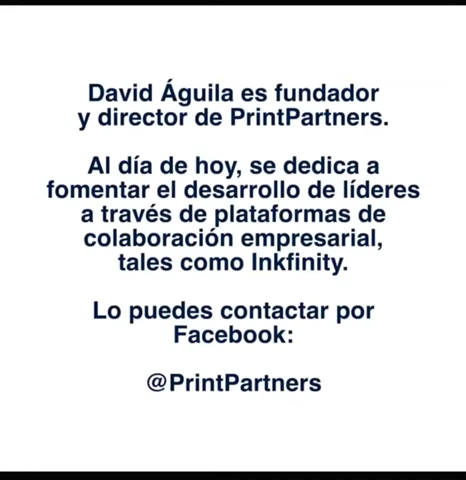 David Águila es fundador
y director de PrintPartners.
Al día de hoy, se dedica a
fomentar el desarrollo de líderes
a través de plataformas de
colaboración empresarial,
tales como Inkfinity.
Lo puedes contactar por
Facebook:
@PrintPartners